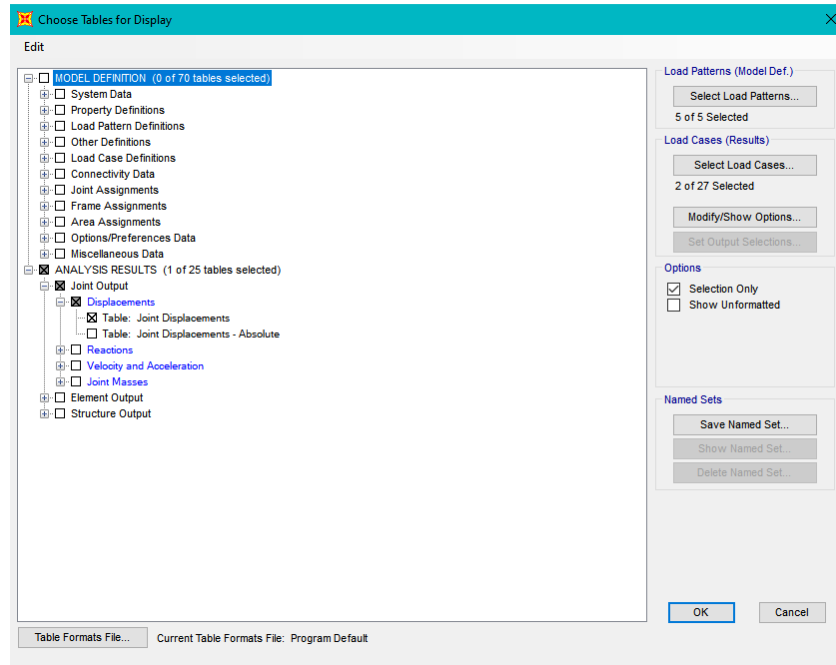 Choose Tables for Display
Edit
MODEL DEFINITION (0 of 70 tables selected)
System Data
Property Definitions
Load Pattern Definitions
Other Definitions
Load Case Definitions
Connectivity Data
Joint Assignments
Frame Assignments
Area Assignments
Options/Preferences Data
Miscellaneous Data
ANALYSIS RESULTS (1 of 25 tables selected)
Joint Output
Displacements
Table: Joint Displacements
Table: Joint Displacements - Absolute
Reactions
Velocity and Acceleration
Joint Masses
Element Output
Structure Output
Load Patterns (Model Def.)
Select Load Patterns...
5 of 5 Selected
Load Cases (Results)
Select Load Cases...
2 of 27 Selected
Modify/Show Options...
Set Output Selections...
Options
Selection Only
Show Unformatted
Named Sets
Save Named Set...
Show Named Set...
Delete Named Set...
OK
Cancel
Table Formats File...
Current Table Formats File: Program Default